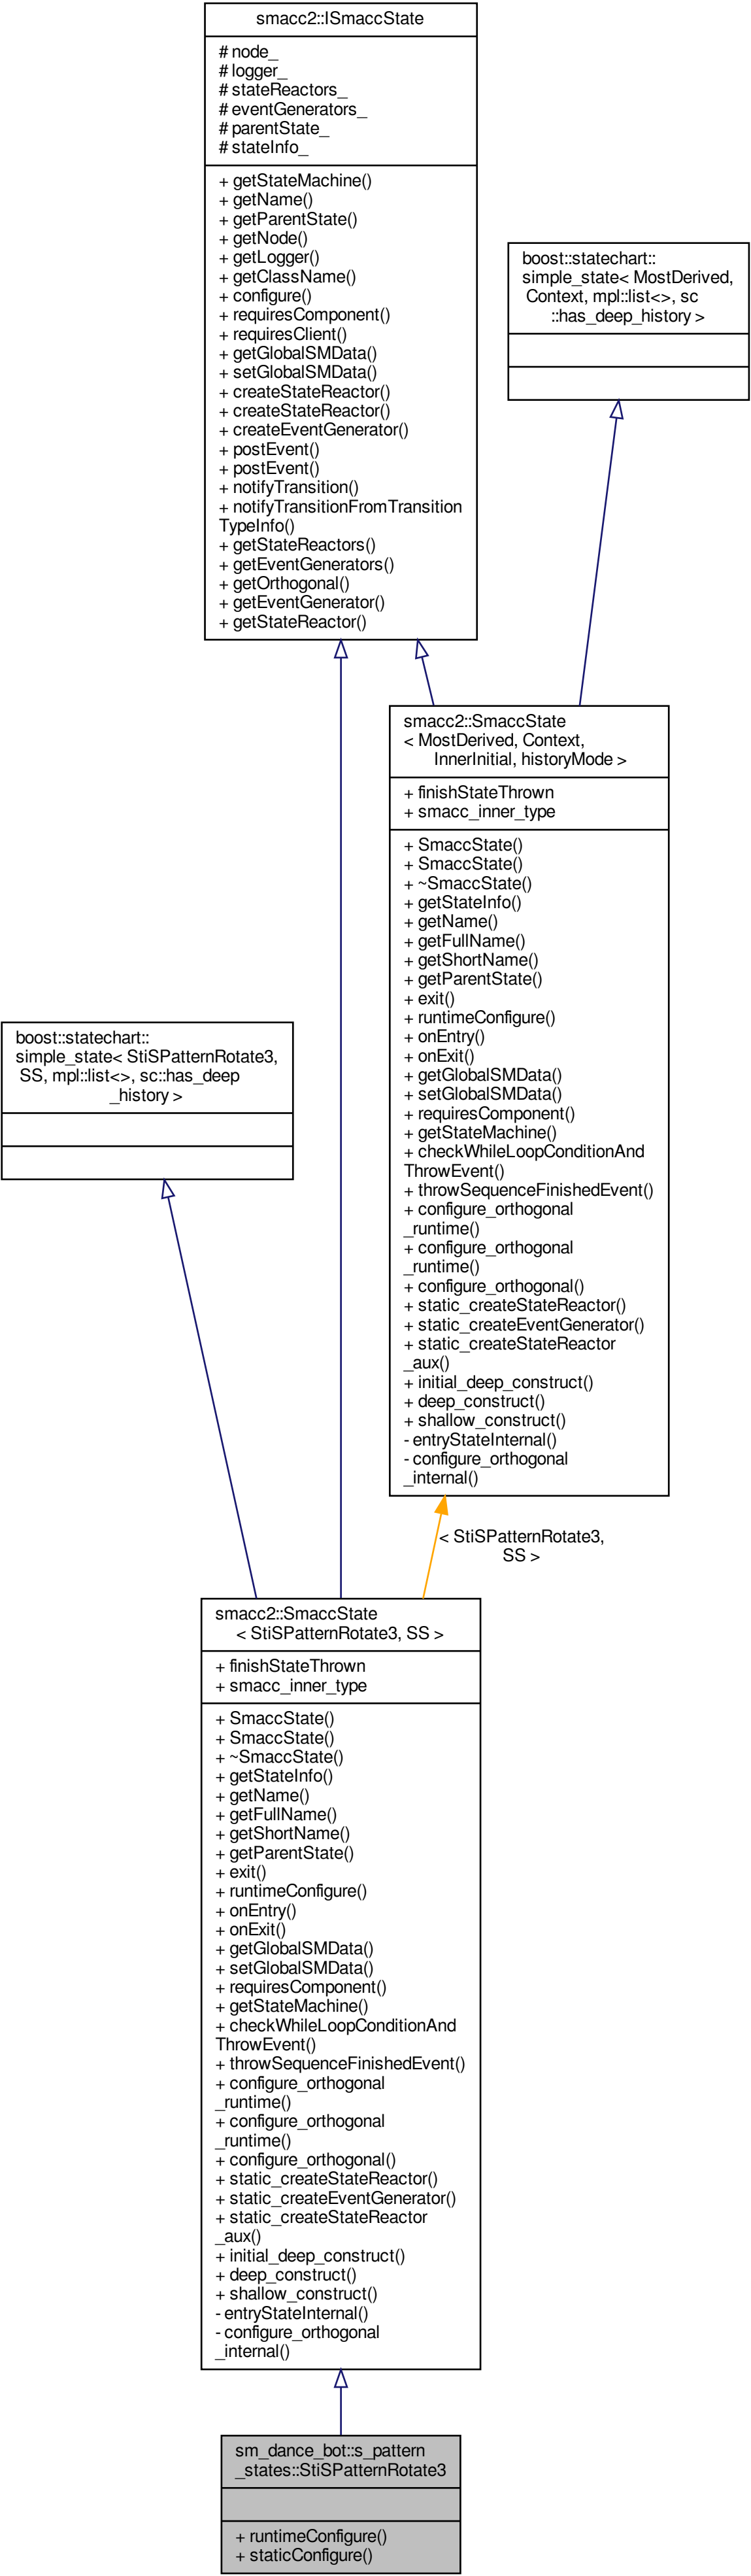 smacc2::ISmaccState
# node_
# logger_
# stateReactors_
# eventGenerators_
# parentState_
# stateInfo_
+ getStateMachine()
+ getName()
+ getParentState()
+ getNode()
+ getLogger()
+ getClassName()
+ configure()
+ requiresComponent()
+ requiresClient()
+ getGlobalSMData()
+ setGlobalSMData()
+ createStateReactor()
+ createStateReactor()
+ createEventGenerator()
+ postEvent()
+ postEvent()
+ notifyTransition()
+ notifyTransitionFromTransition
TypeInfo()
+ getStateReactors()
+ getEventGenerators()
+ getOrthogonal()
+ getEventGenerator()
+ getStateReactor()
boost::statechart::
simple_state< MostDerived,
Context, mpl::list<>, sc
::has_deep_history >
smacc2::SmaccState
< MostDerived, Context,
InnerInitial, historyMode >
+ finishStateThrown
+ smacc_inner_type
+ SmaccState()
+ SmaccState()
+ ~SmaccState()
+ getStateInfo()
+ getName()
+ getFullName()
+ getShortName()
+ getParentState()
+ exit()
+ runtimeConfigure()
+ onEntry()
+ onExit()
+ getGlobalSMData()
+ setGlobalSMData()
+ requiresComponent()
+ getStateMachine()
+ checkWhileLoopConditionAnd
ThrowEvent()
+ throwSequenceFinishedEvent()
+ configure_orthogonal
_runtime()
+ configure_orthogonal
_runtime()
+ configure_orthogonal()
+ static_createStateReactor()
+ static_createEventGenerator()
+ static_createStateReactor
_aux()
+ initial_deep_construct()
+ deep_construct()
+ shallow_construct()
- entryStateInternal()
- configure_orthogonal
_internal()
boost::statechart::
simple_state< StiSPatternRotate3,
SS, mpl::list<>, sc::has_deep
_history >
< StiSPatternRotate3,
SS >
smacc2::SmaccState
< StiSPatternRotate3, SS >
+ finishStateThrown
+ smacc_inner_type
+ SmaccState()
+ SmaccState()
+ ~SmaccState()
+ getStateInfo()
+ getName()
+ getFullName()
+ getShortName()
+ getParentState()
+ exit()
+ runtimeConfigure()
+ onEntry()
+ onExit()
+ getGlobalSMData()
+ setGlobalSMData()
+ requiresComponent()
+ getStateMachine()
+ checkWhileLoopConditionAnd
ThrowEvent()
+ throwSequenceFinishedEvent()
+ configure_orthogonal
_runtime()
+ configure_orthogonal
_runtime()
+ configure_orthogonal()
+ static_createStateReactor()
+ static_createEventGenerator()
+ static_createStateReactor
_aux()
+ initial_deep_construct()
+ deep_construct()
+ shallow_construct()
- entryStateInternal()
- configure_orthogonal
_internal()
sm_dance_bot::s_pattern
_states::StiSPatternRotate3
+ runtimeConfigure()
+ staticConfigure()